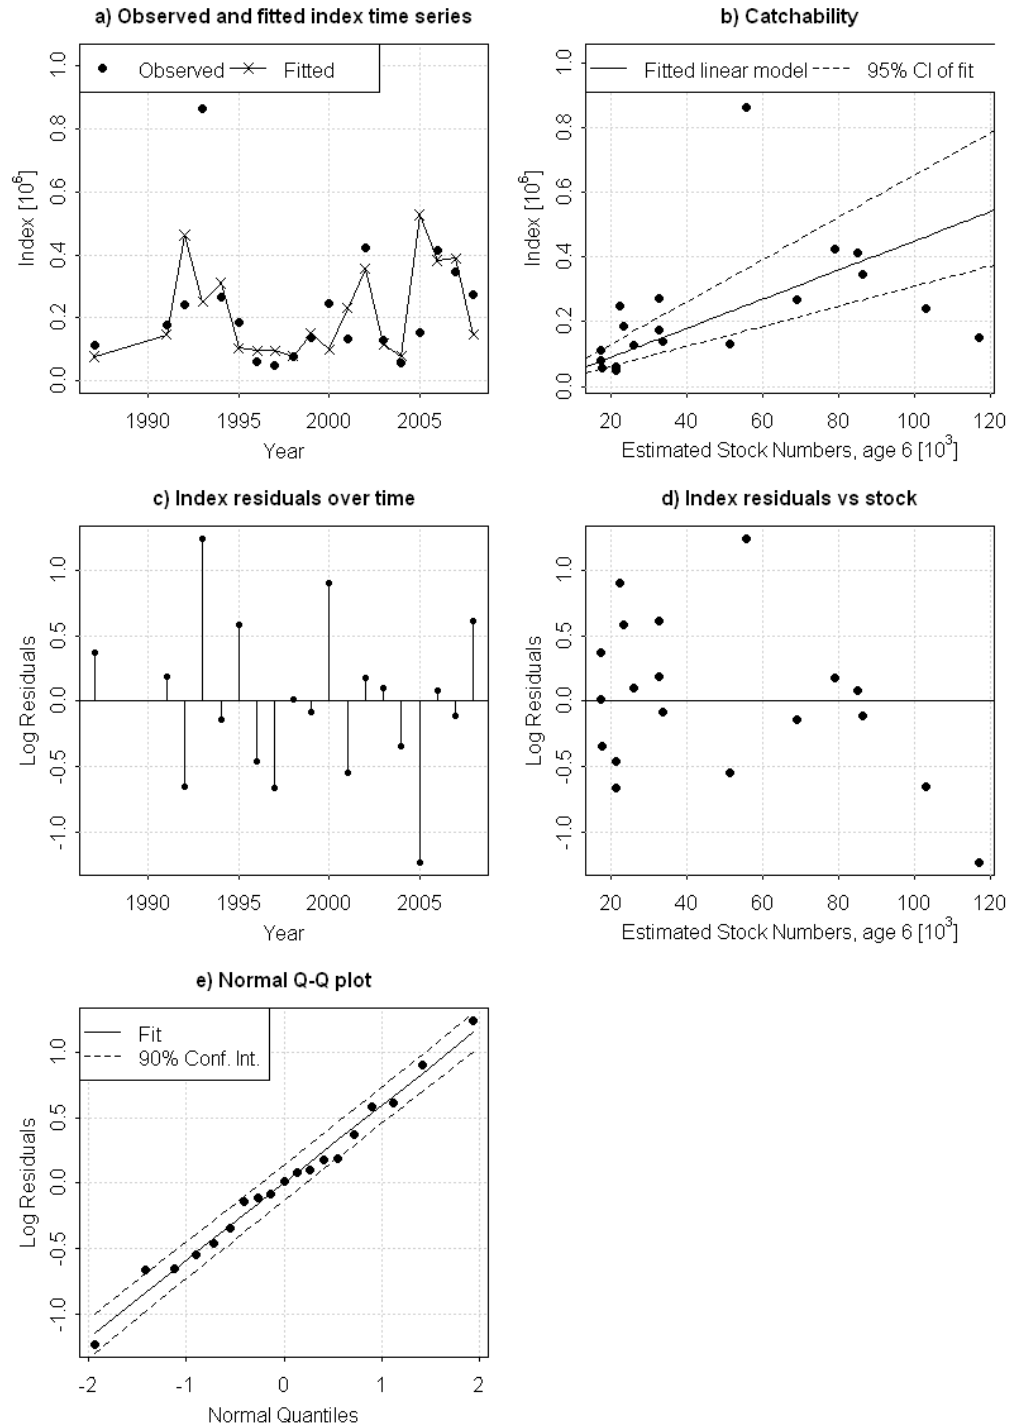 a) Observed and fitted index time series
Observed
Fitted
Index [10^6]
0.0 0.2 0.4 0.6 0.8 1.0
1990 1995 2000 2005
Year
b) Catchability
Fitted linear model
95% CI of fit
Index [10^6]
0.0 0.2 0.4 0.6 0.8 1.0
20 40 60 80 100 120
Estimated Stock Numbers, age 6 [10^3]
c) Index residuals over time
Log Residuals
-1.0 -0.5 0.0 0.5 1.0
1990 1995 2000 2005
Year
d) Index residuals vs stock
Log Residuals
-1.0 -0.5 0.0 0.5 1.0
20 40 60 80 100 120
Estimated Stock Numbers, age 6 [10^3]
e) Normal Q-Q plot
Fit
90% Conf. Int.
Log Residuals
-1.0 -0.5 0.0 0.5 1.0
-2 -1 0 1 2
Normal Quantiles